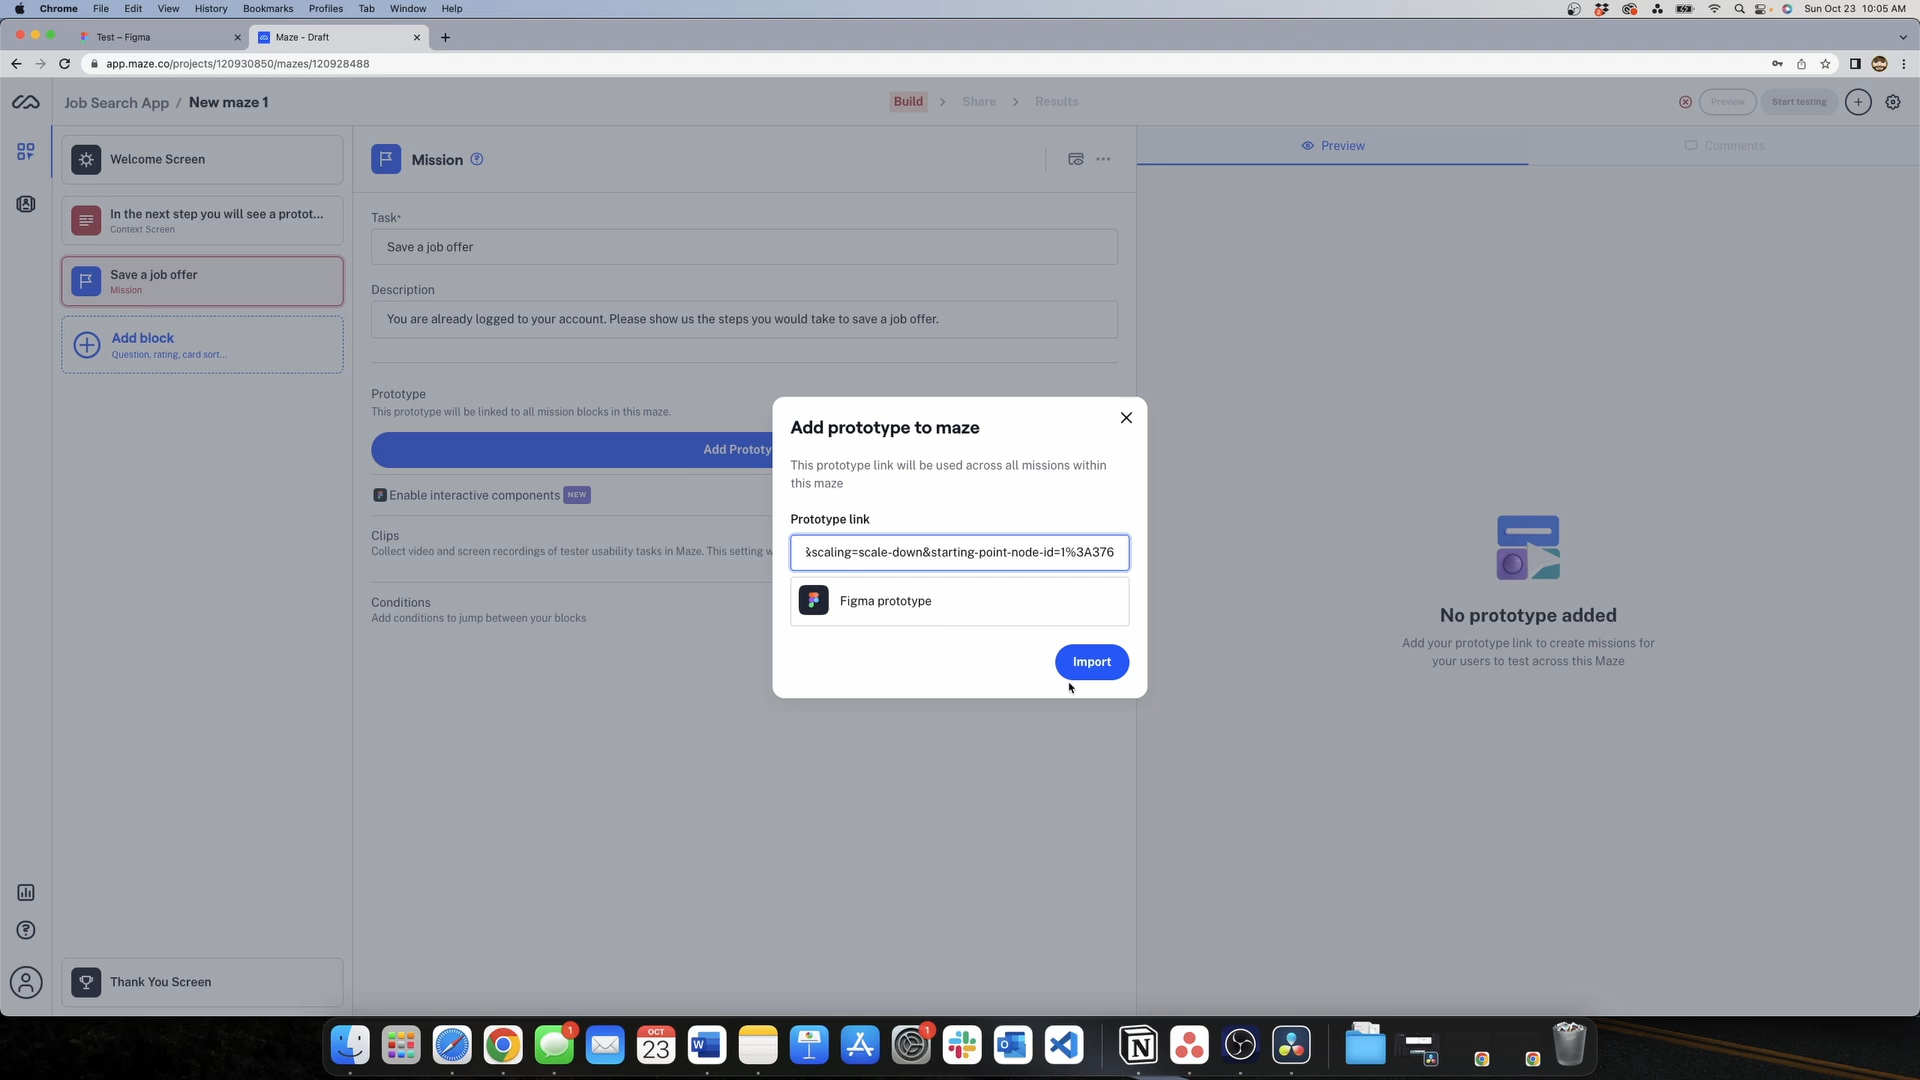 Chrome File Edit View History Bookmarks Profiles Tab Window Help
Sun Oct 23 10:05 AM
Test – Figma
Maze - Draft
app.maze.co/projects/120930850/mazes/120928488
Job Search App / New maze 1
Build > Share > Results
Preview
Start testing
Welcome Screen
In the next step you will see a protot...
Context Screen
Save a job offer
Mission
Add block
Question, rating, card sort...
Thank You Screen
Mission
Task*
Save a job offer
Description
You are already logged to your account. Please show us the steps you would take to save a job offer.
Prototype
This prototype will be linked to all mission blocks in this maze.
Add Prototy
Enable interactive components NEW
Clips
Collect video and screen recordings of tester usability tasks in Maze. This setting w
Conditions
Add conditions to jump between your blocks
Add prototype to maze
This prototype link will be used across all missions within
this maze
Prototype link
&scaling=scale-down&starting-point-node-id=1%3A376
Figma prototype
Import
Preview
Comments
No prototype added
Add your prototype link to create missions for
your users to test across this Maze
1
OCT
23
1